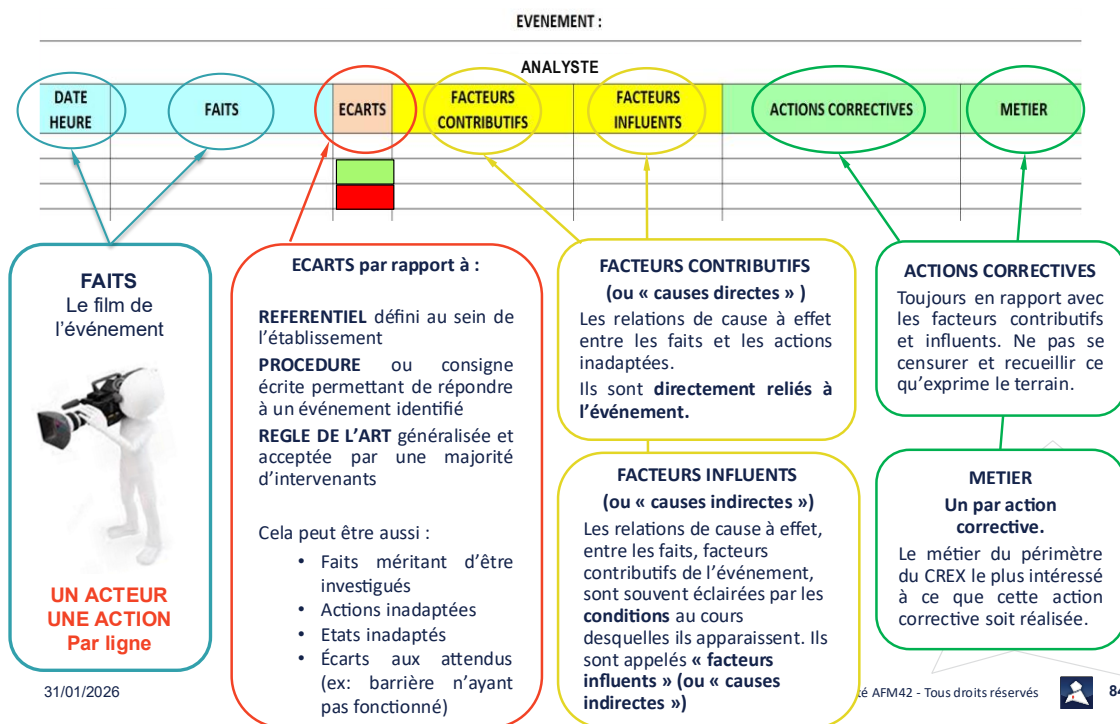 EVENEMENT :
ANALYSTE
DATE
HEURE
FAITS
ECARTS
FACTEURS
CONTRIBUTIFS
FACTEURS
INFLUENTS
ACTIONS CORRECTIVES
METIER
FAITS
Le film de
l’événement
UN ACTEUR
UNE ACTION
Par ligne
ECARTS par rapport à :
REFERENTIEL défini au sein de
l’établissement
PROCEDURE ou consigne
écrite permettant de répondre
à un événement identifié
REGLE DE L’ART généralisée et
acceptée par une majorité
d’intervenants
Cela peut être aussi :
• Faits méritant d’être
investigués
• Actions inadaptées
• Etats inadaptés
• Écarts aux attendus
(ex: barrière n’ayant
pas fonctionné)
FACTEURS CONTRIBUTIFS
(ou « causes directes » )
Les relations de cause à effet
entre les faits et les actions
inadaptées.
Ils sont directement reliés à
l’événement.
FACTEURS INFLUENTS
(ou « causes indirectes »)
Les relations de cause à effet,
entre les faits, facteurs
contributifs de l’événement,
sont souvent éclairées par les
conditions au cours
desquelles ils apparaissent. Ils
sont appelés « facteurs
influents » (ou « causes
indirectes »)
ACTIONS CORRECTIVES
Toujours en rapport avec
les facteurs contributifs
et influents. Ne pas se
censurer et recueillir ce
qu’exprime le terrain.
METIER
Un par action
corrective.
Le métier du périmètre
du CREX le plus intéressé
à ce que cette action
corrective soit réalisée.
31/01/2026
té AFM42 - Tous droits réservés
84